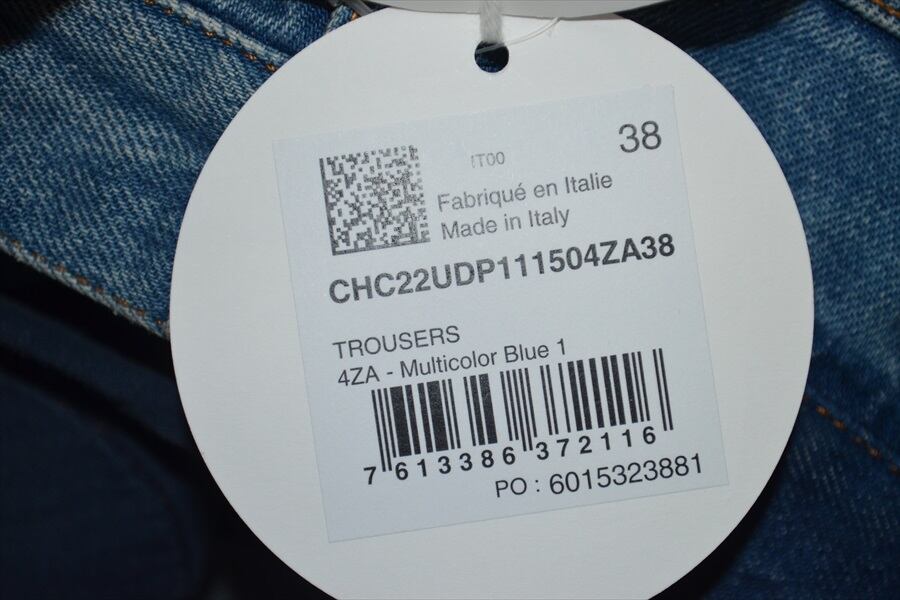 38
IT00
Fabriqué en Italie
Made in Italy
CHC22UDP111504ZA38
TROUSERS
4ZA - Multicolor Blue 1
7 613386 372116
PO : 6015323881